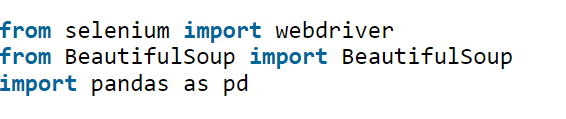 from selenium import webdriver
from BeautifulSoup import BeautifulSoup
import pandas as pd